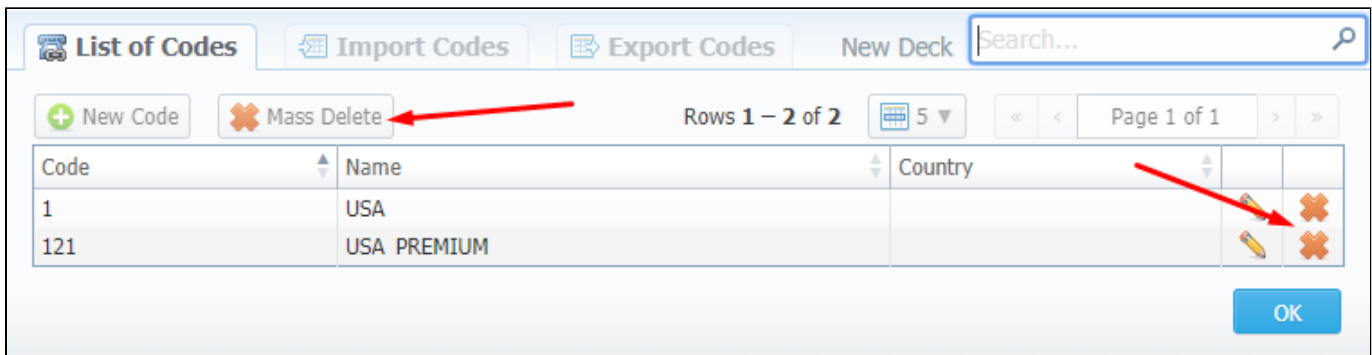 List of Codes Import Codes Export Codes New Deck Search...
New Code Mass Delete Rows 1 – 2 of 2 5 ▼ « < Page 1 of 1 > »
Code Name Country
1 USA
121 USA PREMIUM
OK